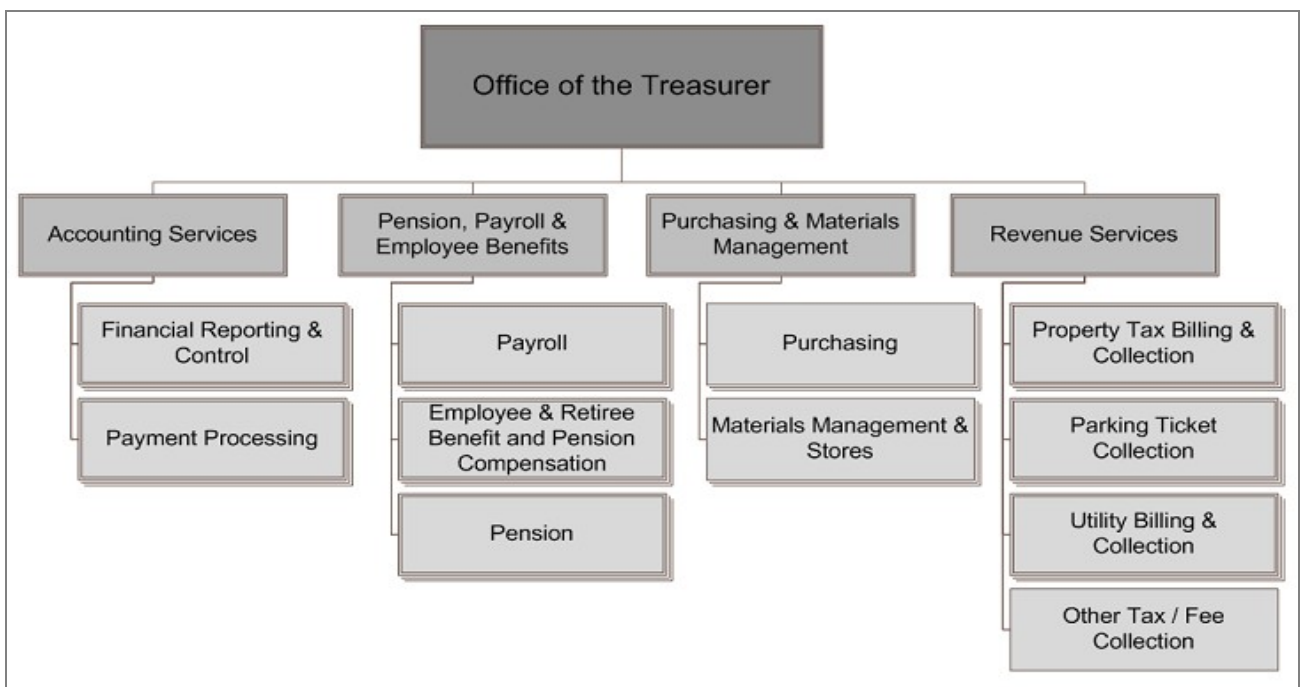 Office of the Treasurer
Accounting Services
Pension, Payroll &
Employee Benefits
Purchasing & Materials
Management
Revenue Services
Financial Reporting &
Control
Payment Processing
Payroll
Employee & Retiree
Benefit and Pension
Compensation
Pension
Purchasing
Materials Management &
Stores
Property Tax Billing &
Collection
Parking Ticket
Collection
Utility Billing &
Collection
Other Tax / Fee
Collection